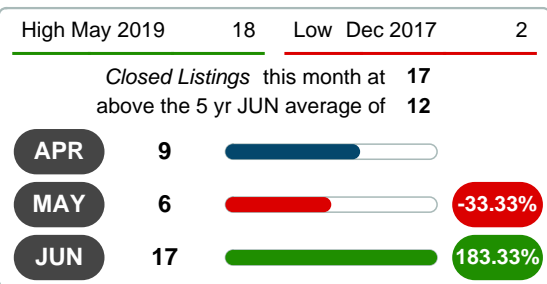 High May 2019 18 Low Dec 2017 2
Closed Listings this month at 17
above the 5 yr JUN average of 12
APR 9
MAY 6 -33.33%
JUN 17 183.33%